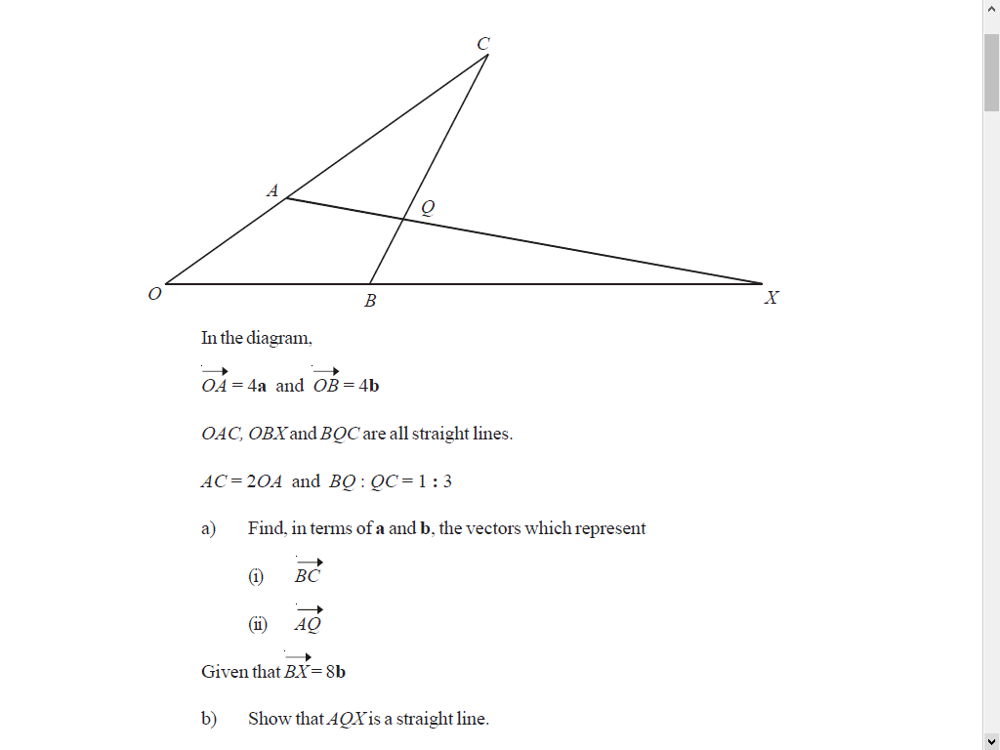 C
A
Q
O
B
X
In the diagram,
OA = 4a and OB = 4b
OAC, OBX and BQC are all straight lines.
AC = 2OA and BQ : QC = 1 : 3
a) Find, in terms of a and b, the vectors which represent
(i) BC
(ii) AQ
Given that BX = 8b
b) Show that AQX is a straight line.